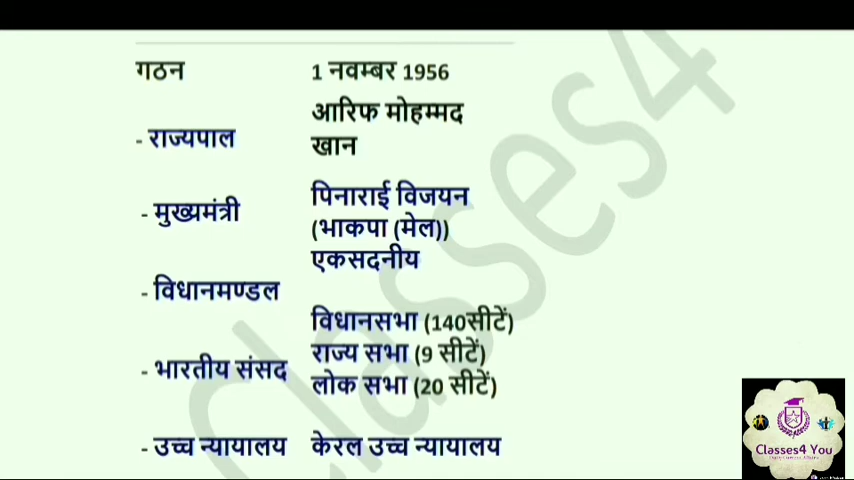 गठन 1 नवम्बर 1956
- राज्यपाल आरिफ मोहम्मद
खान
- मुख्यमंत्री पिनाराई विजयन
(भाकपा (मेल))
- विधानमण्डल एकसदनीय
विधानसभा (140सीटें)
- भारतीय संसद राज्य सभा (9 सीटें)
लोक सभा (20 सीटें)
- उच्च न्यायालय केरल उच्च न्यायालय
Classes4
Classes4 You